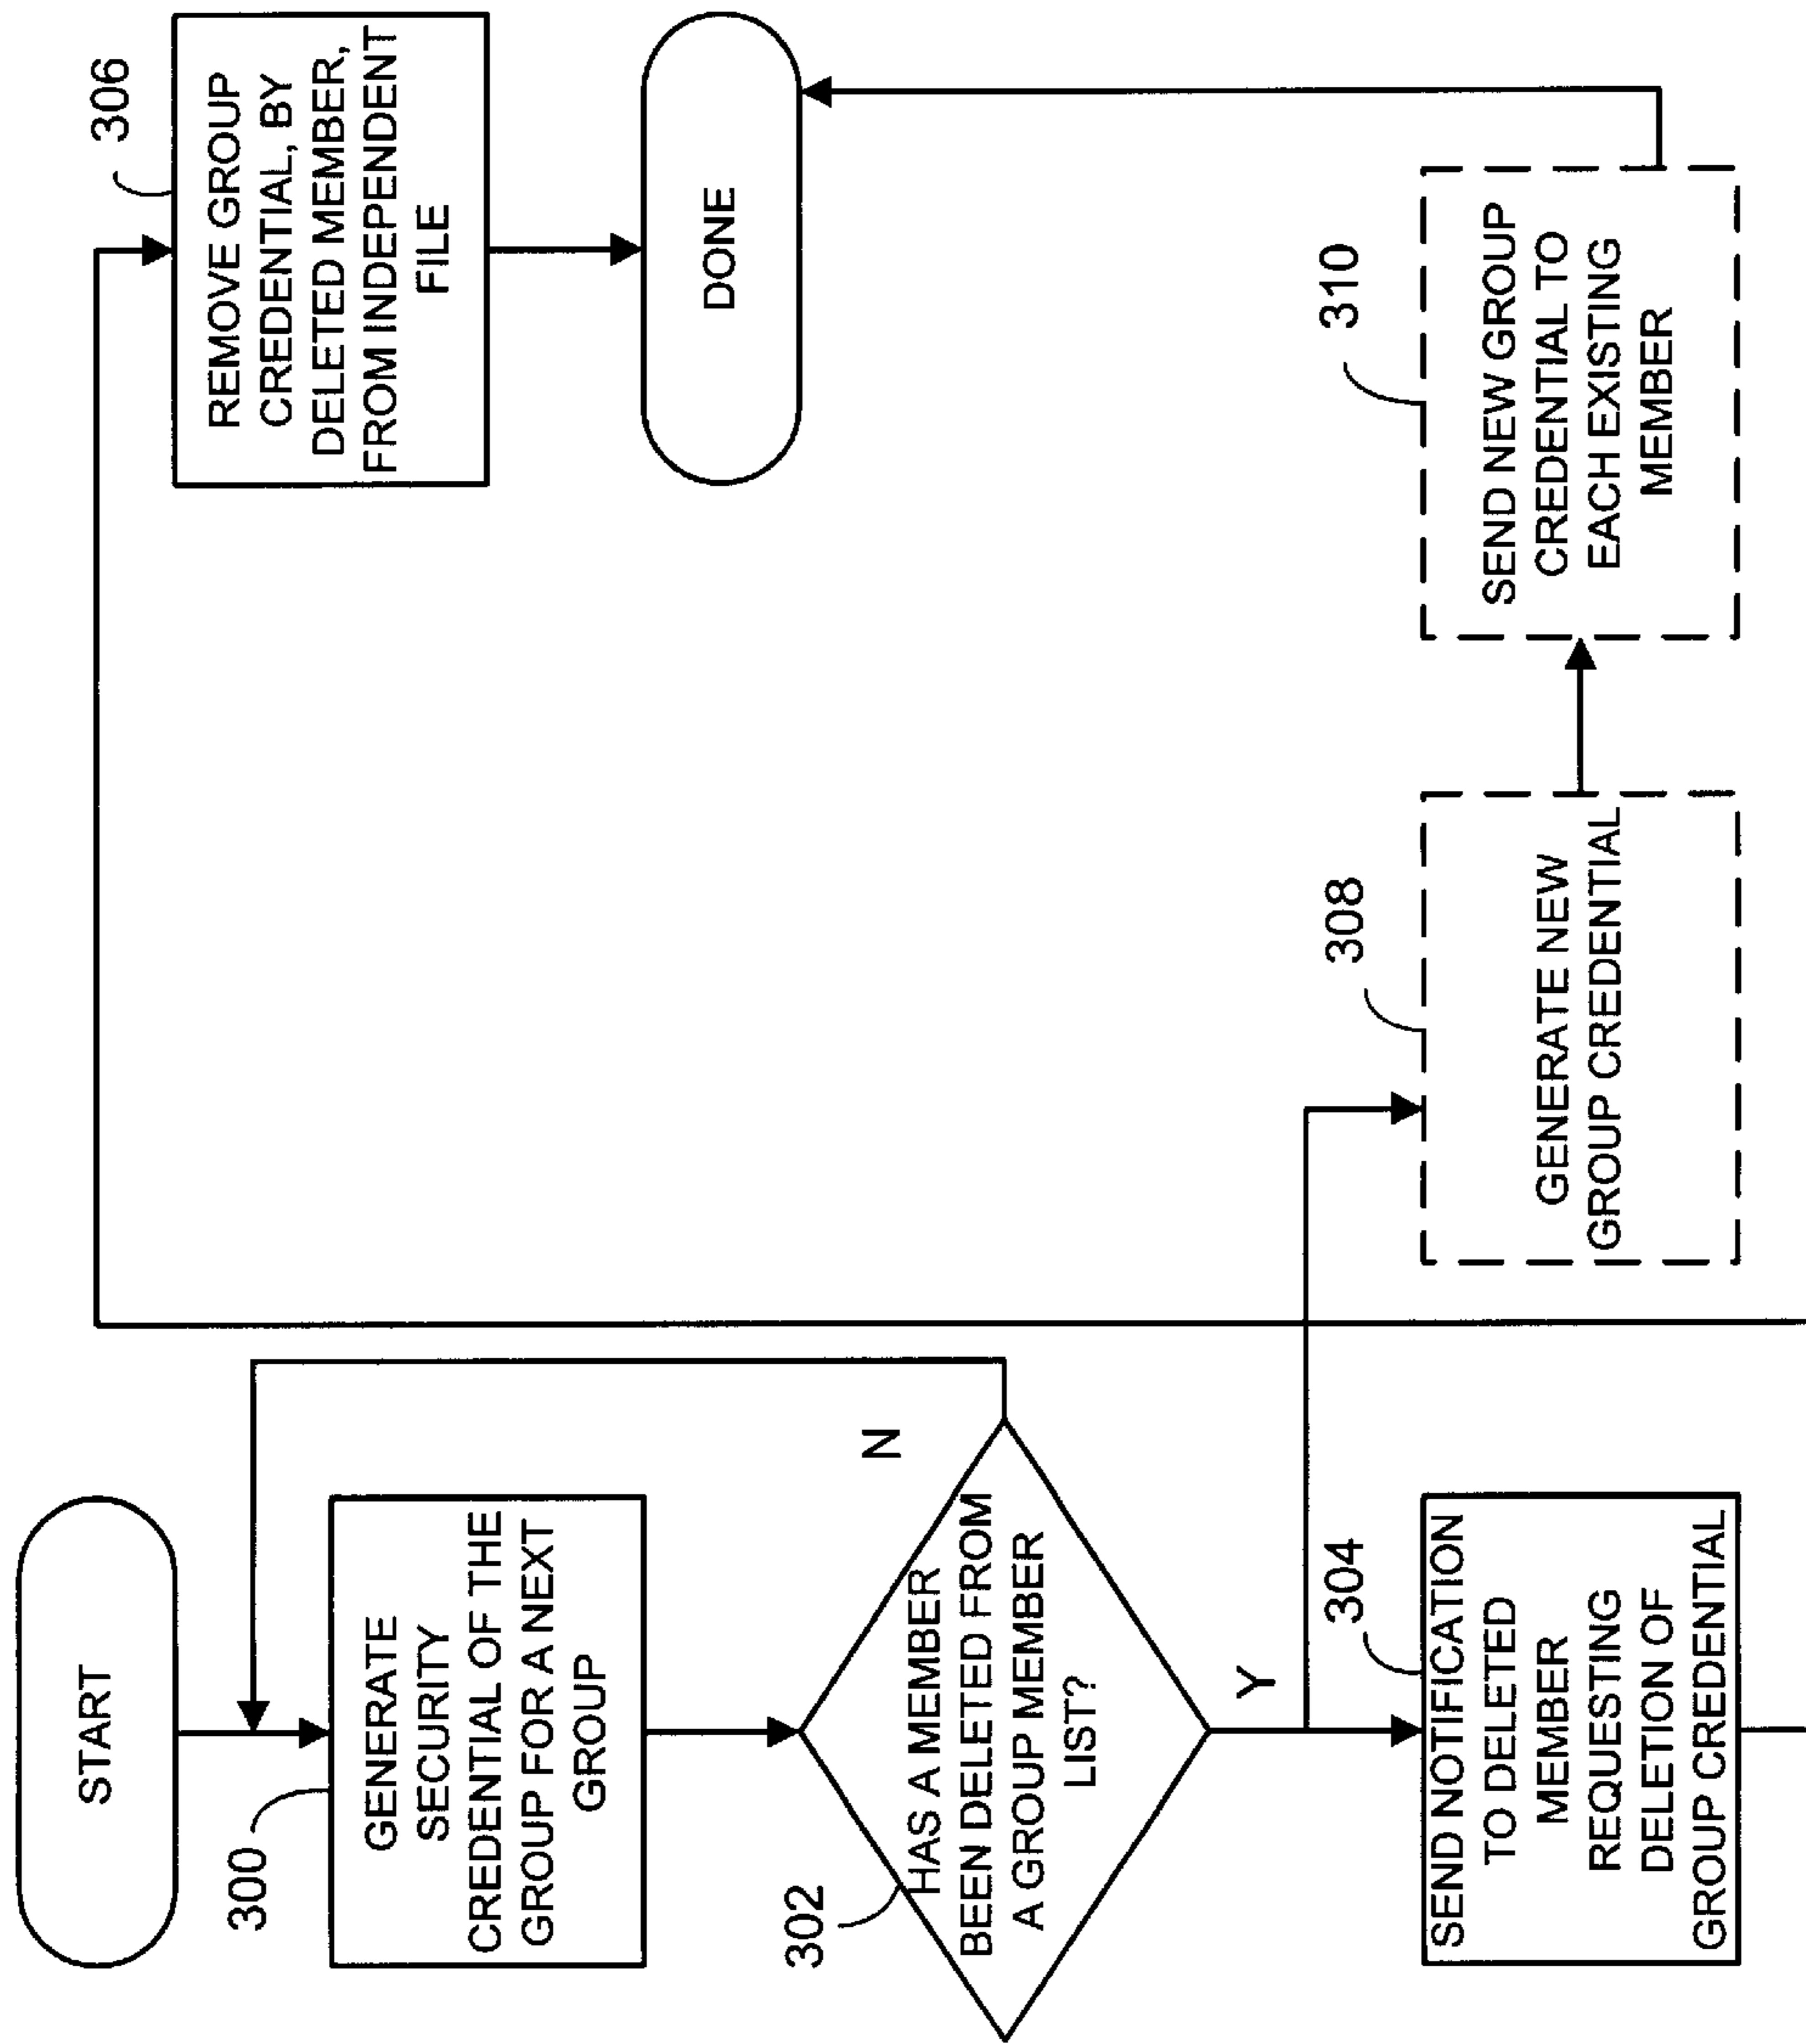 START
300
GENERATE
SECURITY
CREDENTIAL OF THE
GROUP FOR A NEXT
GROUP
302
HAS A MEMBER
BEEN DELETED FROM
A GROUP MEMBER
LIST?
N
Y
304
SEND NOTIFICATION
TO DELETED
MEMBER
REQUESTING
DELETION OF
GROUP CREDENTIAL
306
REMOVE GROUP
CREDENTIAL, BY
DELETED MEMBER,
FROM INDEPENDENT
FILE
DONE
308
GENERATE NEW
GROUP CREDENTIAL
310
SEND NEW GROUP
CREDENTIAL TO
EACH EXISTING
MEMBER